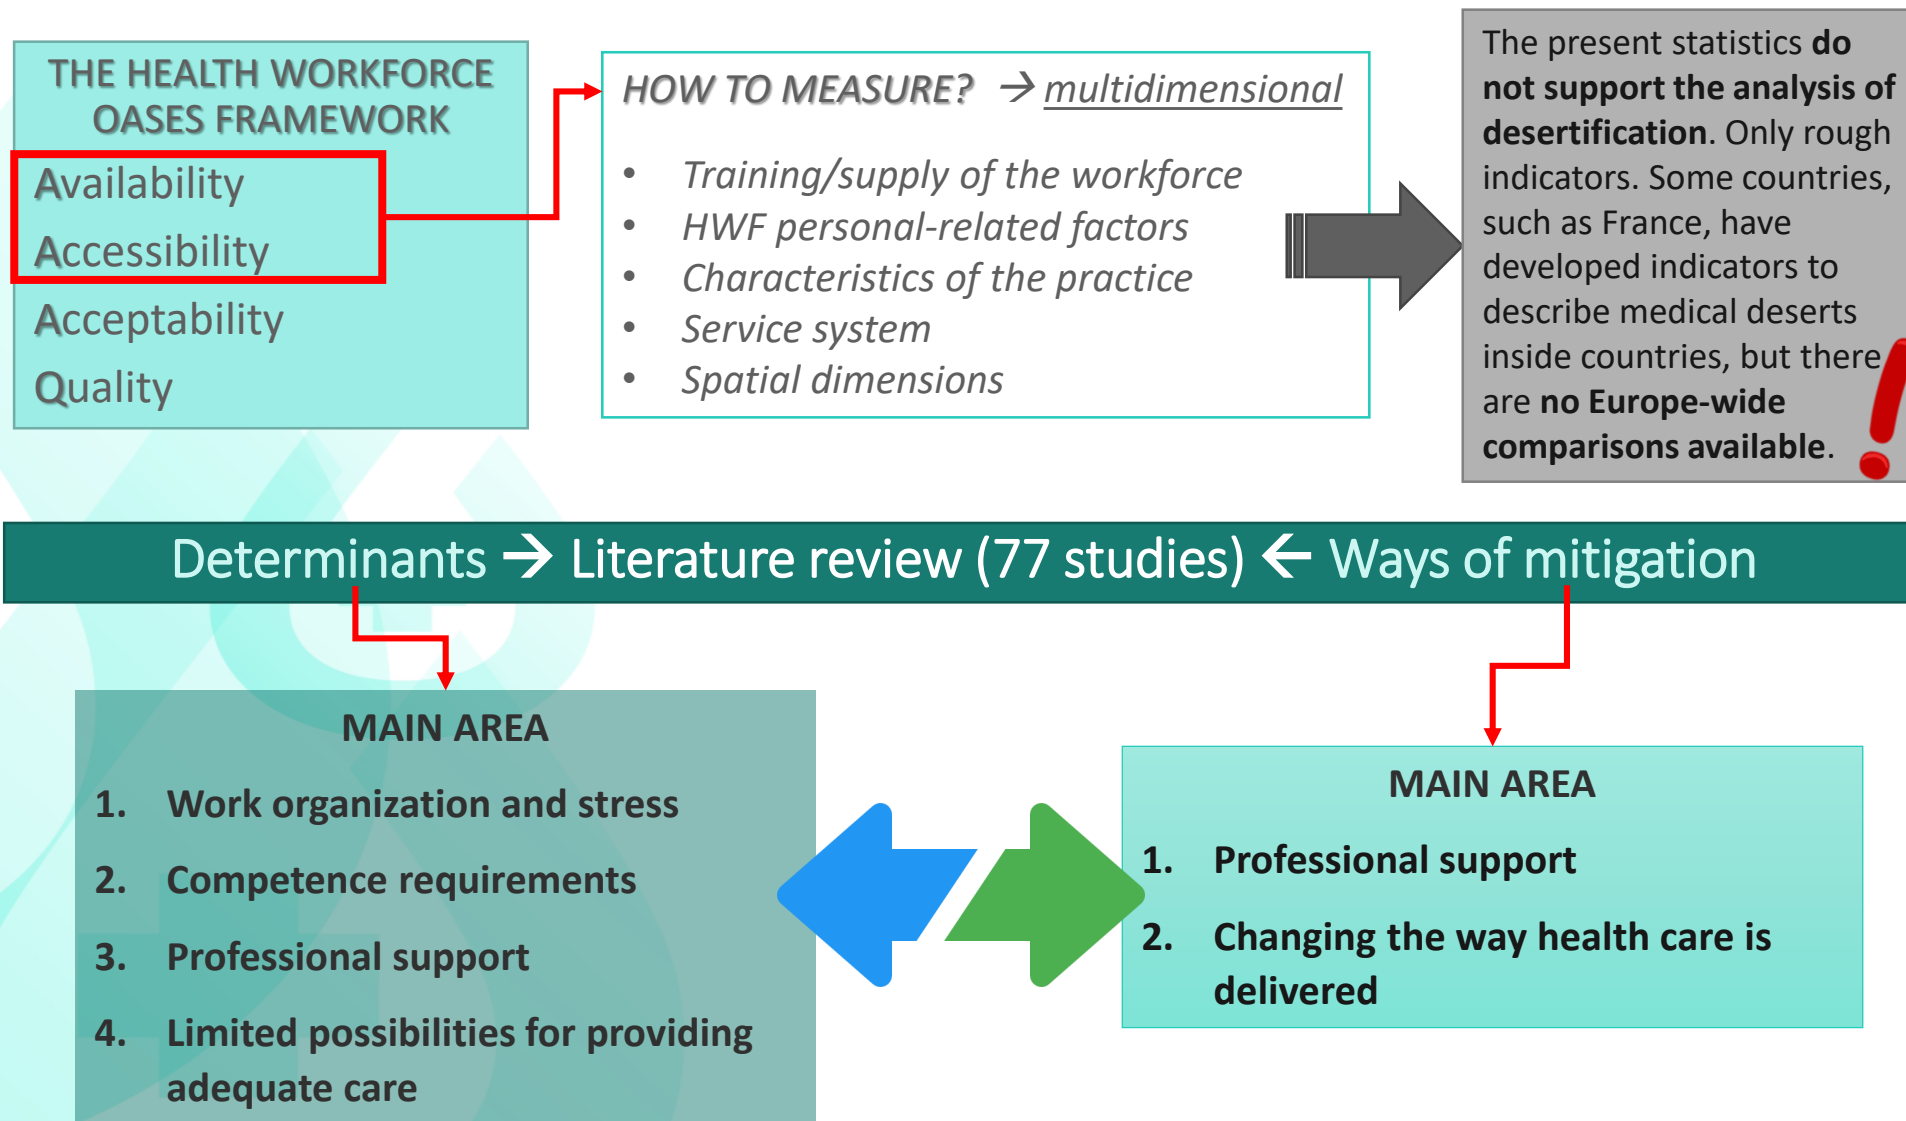 THE HEALTH WORKFORCE
OASES FRAMEWORK
Availability
Accessibility
Acceptability
Quality
HOW TO MEASURE? → multidimensional
• Training/supply of the workforce
• HWF personal-related factors
• Characteristics of the practice
• Service system
• Spatial dimensions
The present statistics do
not support the analysis of
desertification. Only rough
indicators. Some countries,
such as France, have
developed indicators to
describe medical deserts
inside countries, but there
are no Europe-wide
comparisons available.
Determinants → Literature review (77 studies) ← Ways of mitigation
MAIN AREA
1. Work organization and stress
2. Competence requirements
3. Professional support
4. Limited possibilities for providing
adequate care
MAIN AREA
1. Professional support
2. Changing the way health care is
delivered